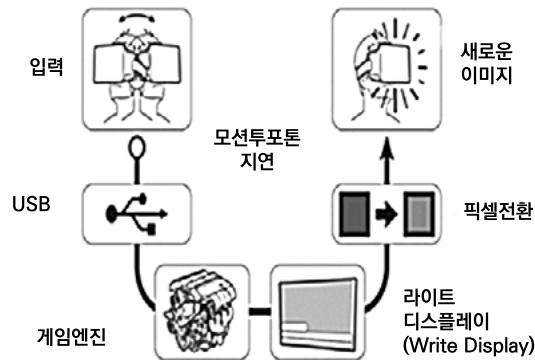 입력
새로운
이미지
모션투포톤
지연
USB
픽셀전환
게임엔진
라이트
디스플레이
(Write Display)